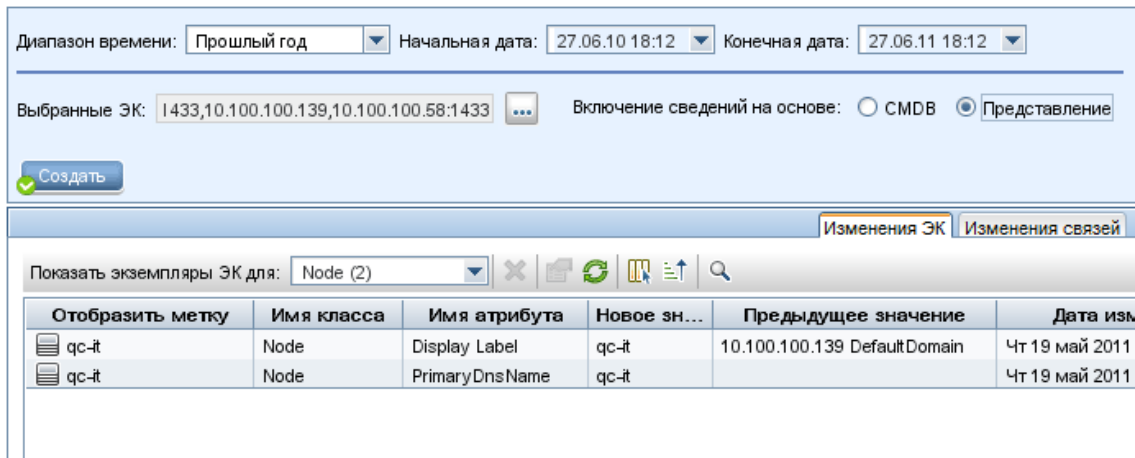 Диапазон времени: Прошлый год Начальная дата: 27.06.10 18:12 Конечная дата: 27.06.11 18:12
Выбранные ЭК: 1433,10.100.100.139,10.100.100.58:1433 ... Включение сведений на основе: CMDB Представление
Создать
Изменения ЭК Изменения связей
Показать экземпляры ЭК для: Node (2)
Отобразить метку Имя класса Имя атрибута Новое зн... Предыдущее значение Дата изм
qc-it Node Display Label qc-it 10.100.100.139 DefaultDomain Чт 19 май 2011
qc-it Node PrimaryDnsName qc-it Чт 19 май 2011